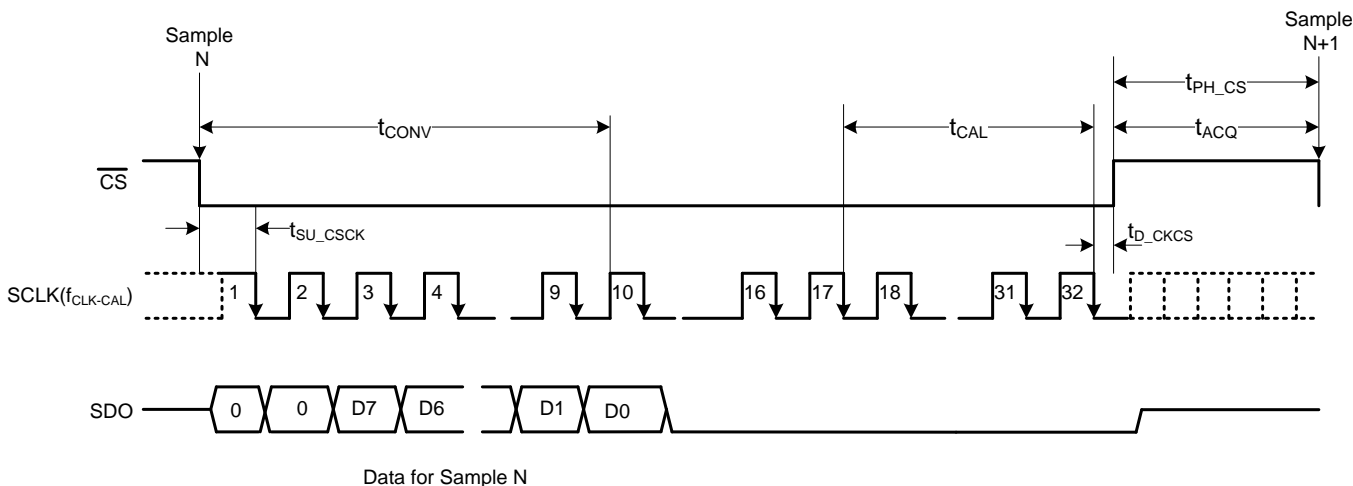 Sample
N
Sample
N+1
tPH_CS
tCONV
tCAL
tACQ
CS
tSU_CSCK
tD_CKCS
SCLK(fCLK-CAL)
1 2 3 4 9 10 16 17 18 31 32
SDO
0 0 D7 D6 D1 D0
Data for Sample N